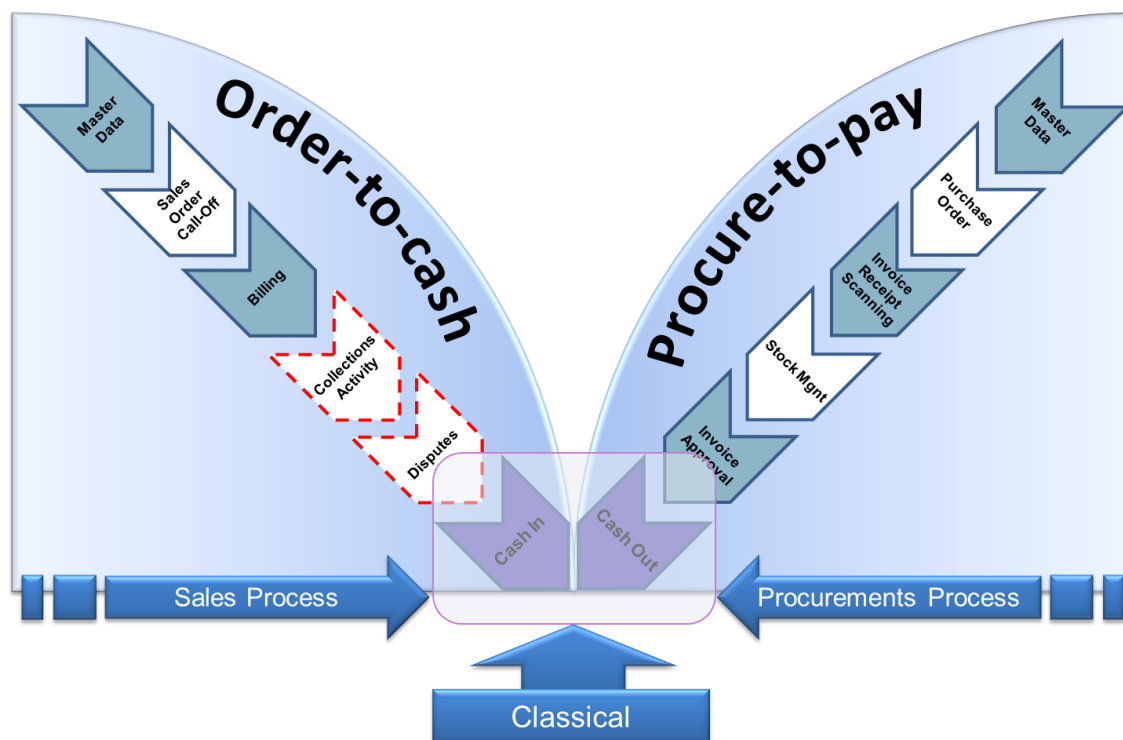 Order-to-cash
Master
Data
Sales
Order
Call-Off
Billing
Collections
Activity
Disputes
Cash In
Procure-to-pay
Master
Data
Purchase
Order
Invoice
Receipt
Scanning
Stock Mgnt
Invoice
Approval
Cash Out
Sales Process
Procurements Process
Classical